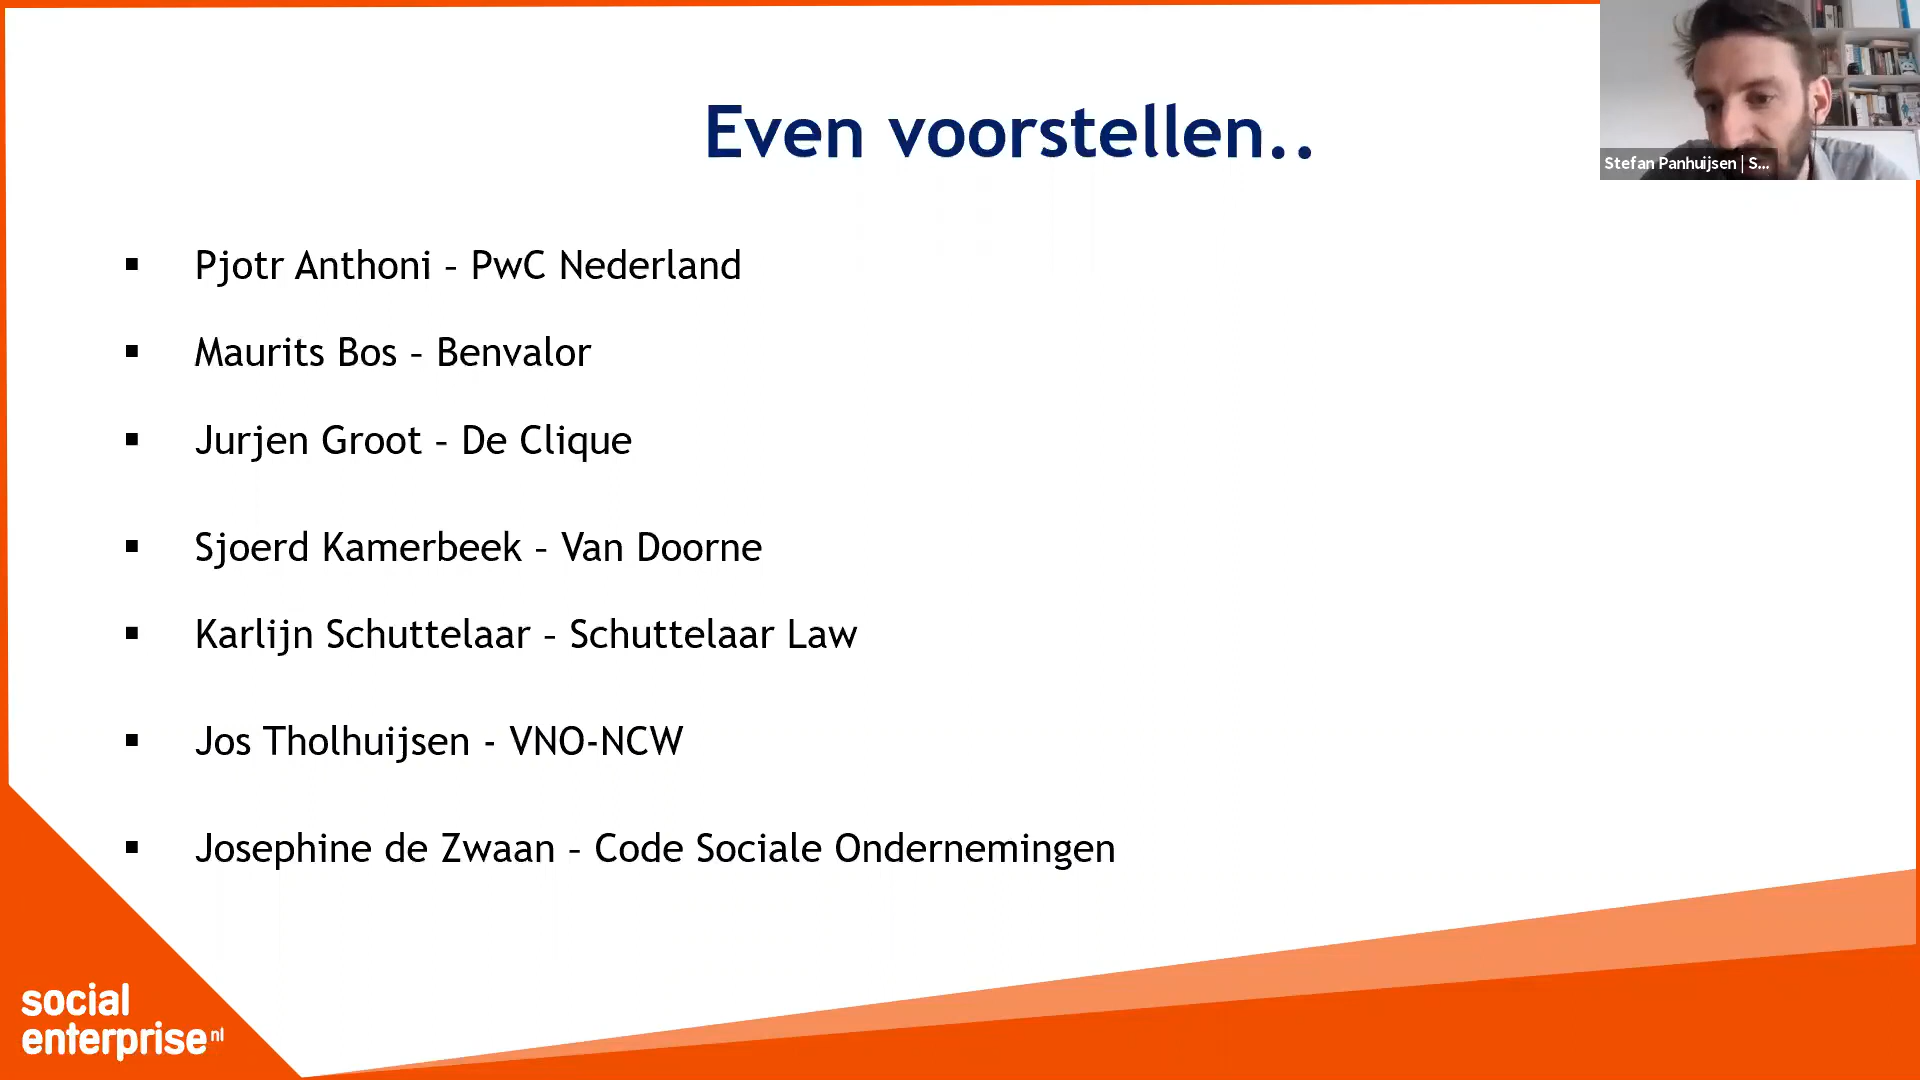 Even voorstellen..
Stefan Panhuijsen | S...
▪ Pjotr Anthoni – PwC Nederland
▪ Maurits Bos – Benvalor
▪ Jurjen Groot – De Clique
▪ Sjoerd Kamerbeek – Van Doorne
▪ Karlijn Schuttelaar – Schuttelaar Law
▪ Jos Tholhuijsen - VNO-NCW
▪ Josephine de Zwaan – Code Sociale Ondernemingen
social
enterprise nl